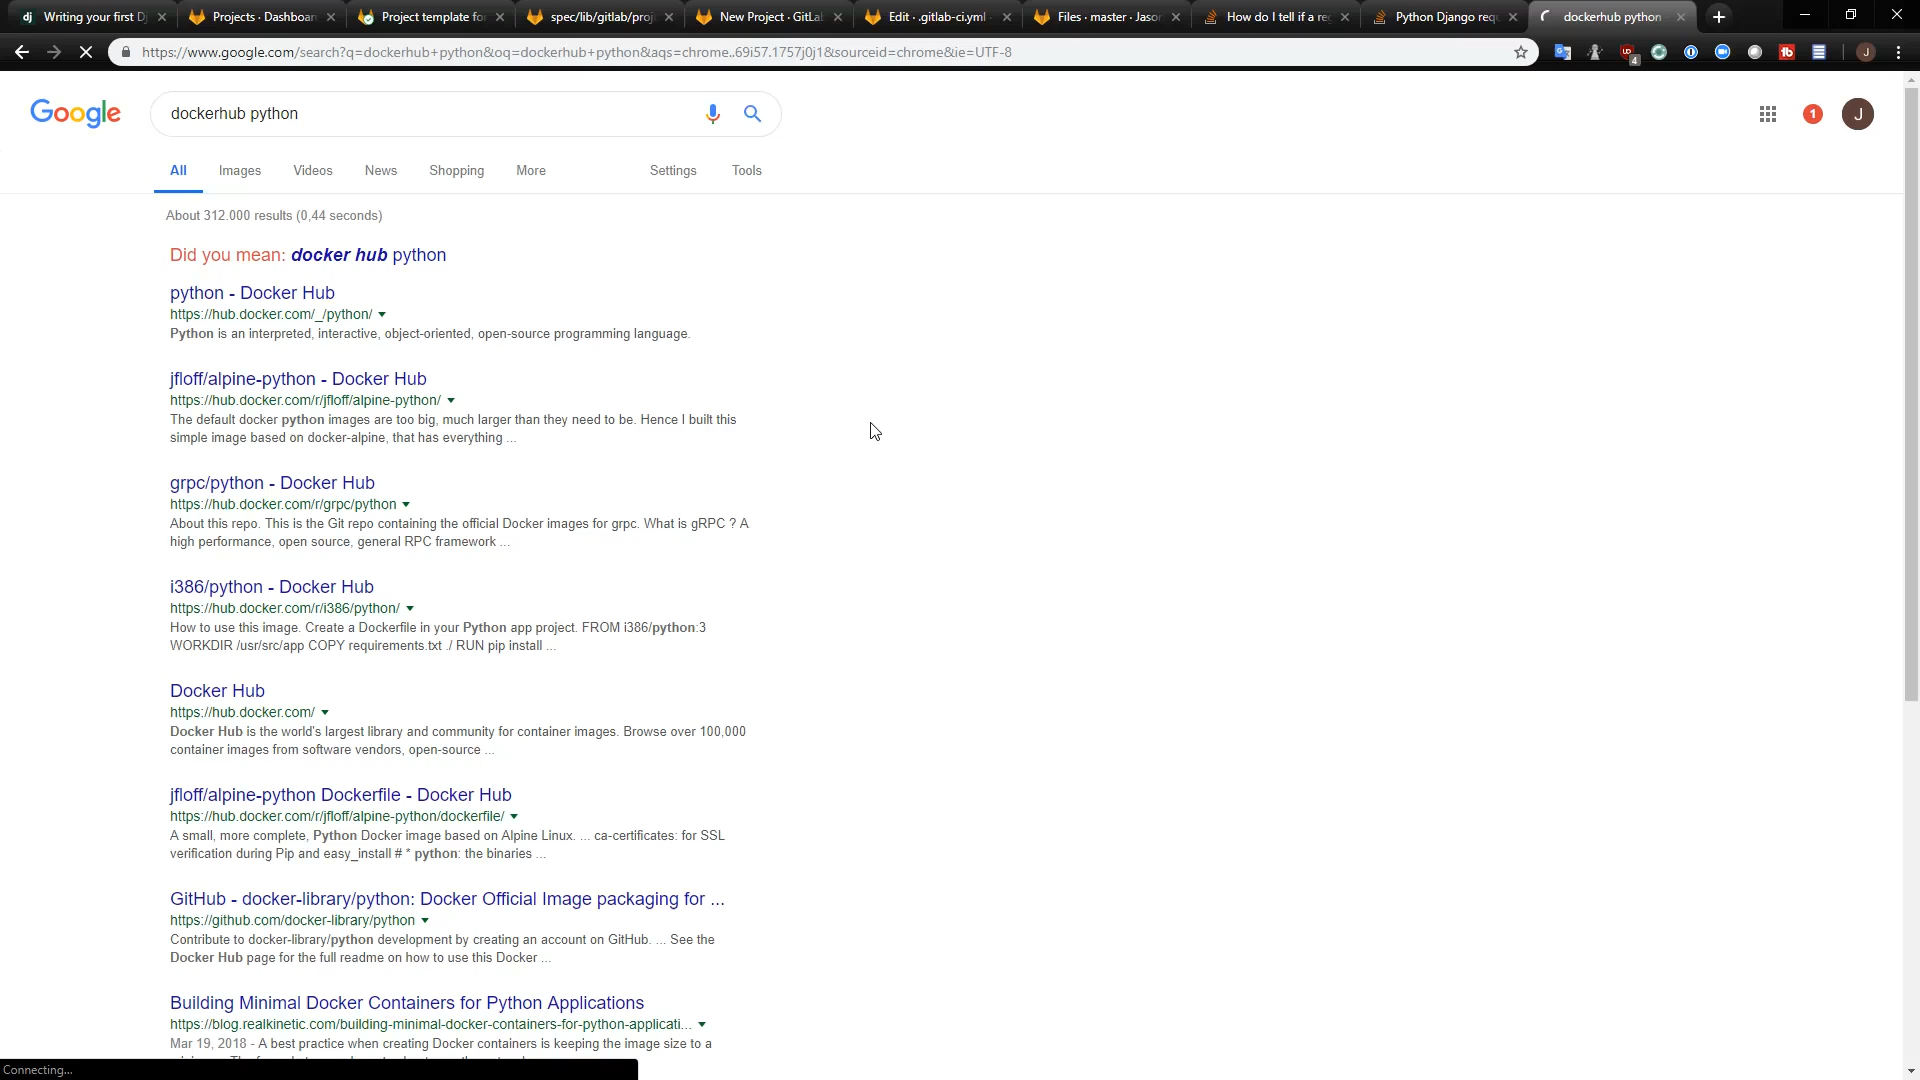 Writing your first D
Projects · Dashboar
Project template for
spec/lib/gitlab/proj
New Project · GitLa
Edit · .gitlab-ci.yml
Files · master · Jaso
How do I tell if a re
Python Django req
dockerhub python
https://www.google.com/search?q=dockerhub+python&oq=dockerhub+python&aqs=chrome..69i57.1757j0j1&sourceid=chrome&ie=UTF-8
4
J
Google
dockerhub python
1
J
All
Images
Videos
News
Shopping
More
Settings
Tools
About 312.000 results (0,44 seconds)
Did you mean: docker hub python
python - Docker Hub
https://hub.docker.com/_/python/
Python is an interpreted, interactive, object-oriented, open-source programming language.
jfloff/alpine-python - Docker Hub
https://hub.docker.com/r/jfloff/alpine-python/
The default docker python images are too big, much larger than they need to be. Hence I built this
simple image based on docker-alpine, that has everything ...
grpc/python - Docker Hub
https://hub.docker.com/r/grpc/python
About this repo. This is the Git repo containing the official Docker images for grpc. What is gRPC ? A
high performance, open source, general RPC framework ...
i386/python - Docker Hub
https://hub.docker.com/r/i386/python/
How to use this image. Create a Dockerfile in your Python app project. FROM i386/python:3
WORKDIR /usr/src/app COPY requirements.txt ./ RUN pip install ...
Docker Hub
https://hub.docker.com/
Docker Hub is the world's largest library and community for container images. Browse over 100,000
container images from software vendors, open-source ...
jfloff/alpine-python Dockerfile - Docker Hub
https://hub.docker.com/r/jfloff/alpine-python/dockerfile/
A small, more complete, Python Docker image based on Alpine Linux. ... ca-certificates: for SSL
verification during Pip and easy_install # * python: the binaries ...
GitHub - docker-library/python: Docker Official Image packaging for ...
https://github.com/docker-library/python
Contribute to docker-library/python development by creating an account on GitHub. ... See the
Docker Hub page for the full readme on how to use this Docker ...
Building Minimal Docker Containers for Python Applications
https://blog.realkinetic.com/building-minimal-docker-containers-for-python-applicati...
Mar 19, 2018 - A best practice when creating Docker containers is keeping the image size to a
Connecting...